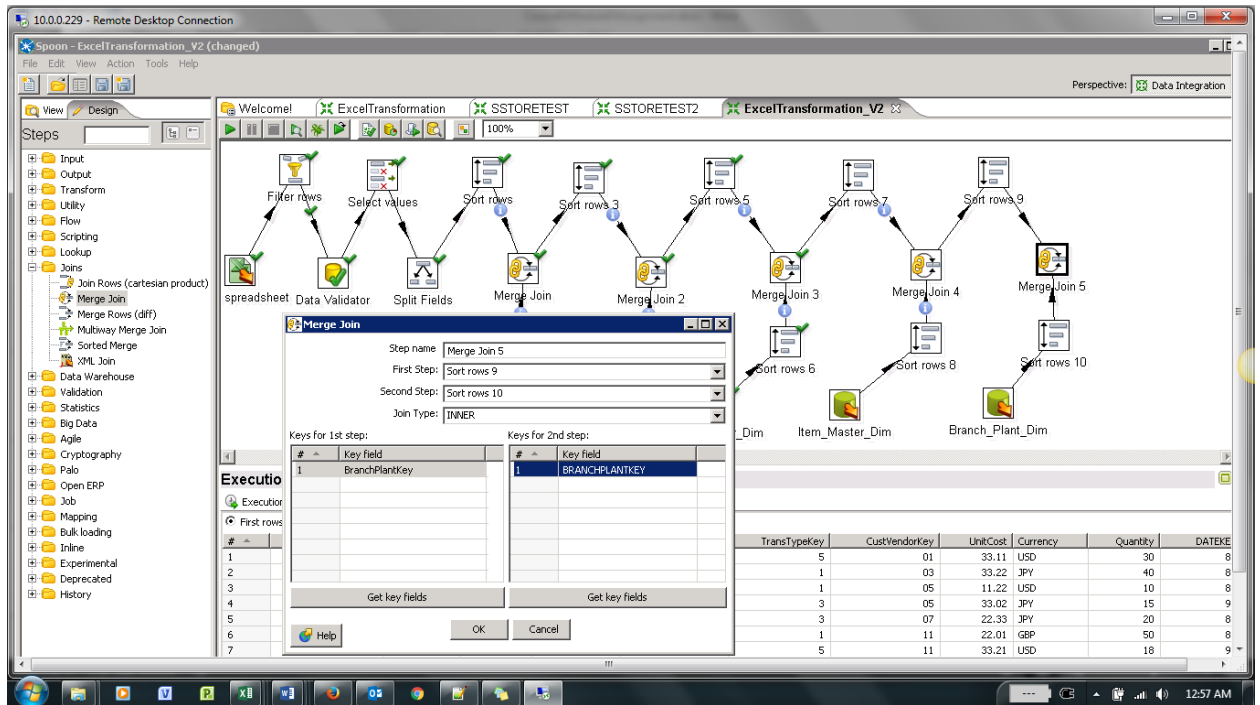 10.0.0.229 - Remote Desktop Connection
Spoon - ExcelTransformation_V2 (changed)
File Edit View Action Tools Help
Perspective: Data Integration
View Design
Welcome! ExcelTransformation SSTORETEST SSTORETEST2 ExcelTransformation_V2
Steps
100%
Input
Output
Transform
Utility
Flow
Scripting
Lookup
Joins
Join Rows (cartesian product)
Merge Join
Merge Rows (diff)
Multiway Merge Join
Sorted Merge
XML Join
Data Warehouse
Validation
Statistics
Big Data
Agile
Cryptography
Palo
Open ERP
Job
Mapping
Bulk loading
Inline
Experimental
Deprecated
History
Filter rows Select values Sort rows Sort rows 3 Sort rows 5 Sort rows 7 Sort rows 9
spreadsheet Data Validator Split Fields Merge Join Merge Join 2 Merge Join 3 Merge Join 4 Merge Join 5
Sort rows 6 Sort rows 8 Sort rows 10
_Dim Item_Master_Dim Branch_Plant_Dim
Merge Join
Step name Merge Join 5
First Step: Sort rows 9
Second Step: Sort rows 10
Join Type: INNER
Keys for 1st step: Keys for 2nd step:
# Key field # Key field
1 BranchPlantKey 1 BRANCHPLANTKEY
Get key fields Get key fields
Help OK Cancel
Executio
Execution
First rows
# TransTypeKey CustVendorKey UnitCost Currency Quantity DATEKE
1 5 01 33.11 USD 30 8
2 1 03 33.22 JPY 40 8
3 1 05 11.22 USD 10 8
4 3 05 33.02 JPY 15 9
5 3 07 22.33 JPY 20 8
6 1 11 22.01 GBP 50 8
7 5 11 33.21 USD 18 9
12:57 AM